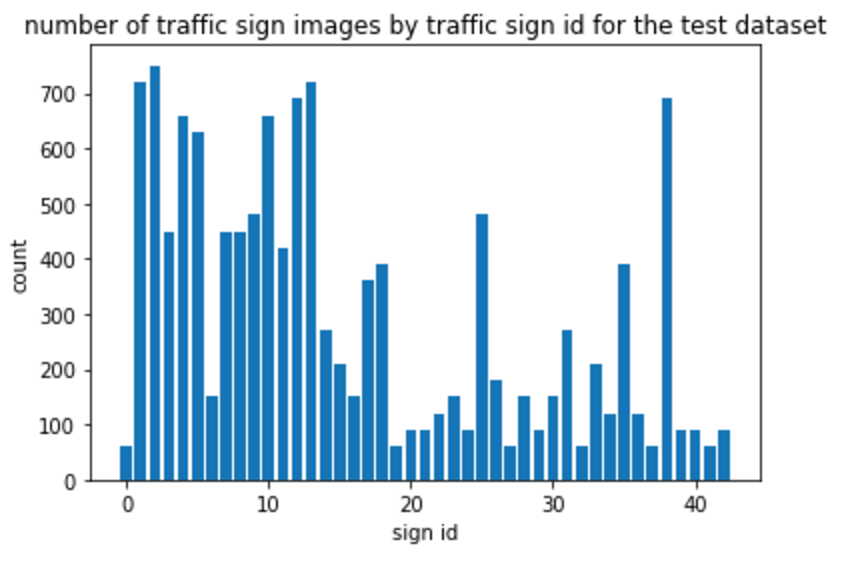 number of traffic sign images by traffic sign id for the test dataset
700
600
500
400
300
200
100
0
count
0 10 20 30 40
sign id